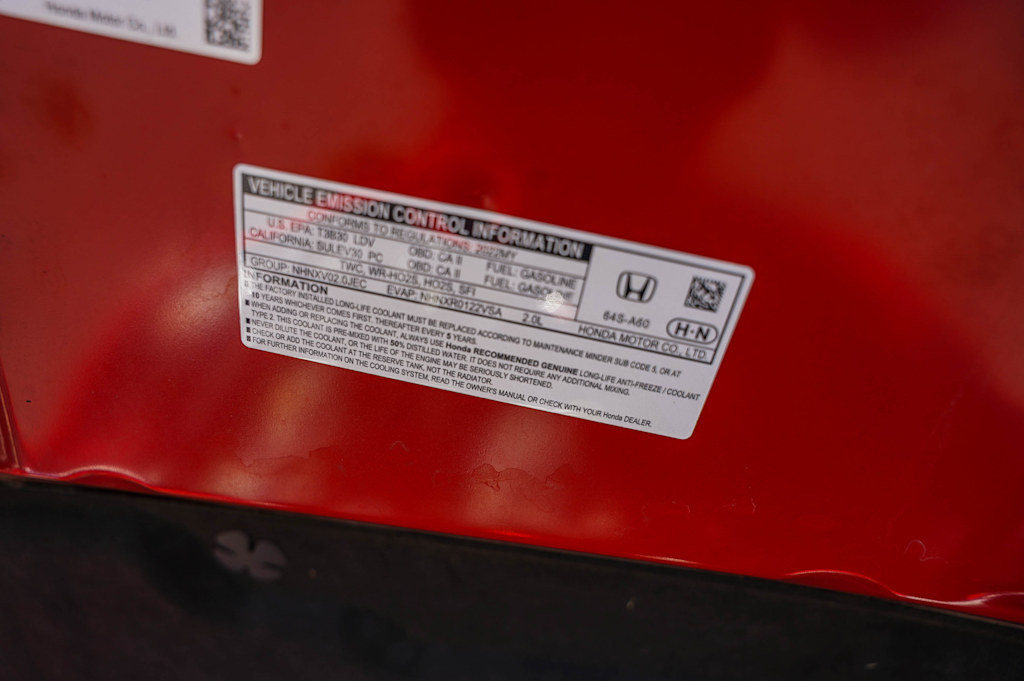 Honda Motor Co., Ltd.
VEHICLE EMISSION CONTROL INFORMATION
CONFORMS TO REGULATIONS: 2022MY
U.S. EPA: T3B30 LDV OBD: CA II FUEL: GASOLINE
CALIFORNIA: SULEV30 PC OBD: CA II FUEL: GASOLINE
TWC, WR-HO2S, HO2S, SFI
GROUP: NHNXV02.0JEC EVAP: NHNXR0122VSA 2.0L
64S-A60
H-N
HONDA MOTOR CO., LTD.
INFORMATION
THE FACTORY INSTALLED LONG-LIFE COOLANT MUST BE REPLACED ACCORDING TO MAINTENANCE MINDER SUB CODE 5, OR AT
10 YEARS WHICHEVER COMES FIRST. THEREAFTER EVERY 5 YEARS.
WHEN ADDING OR REPLACING THE COOLANT, ALWAYS USE Honda RECOMMENDED GENUINE LONG-LIFE ANTI-FREEZE / COOLANT
TYPE 2. THIS COOLANT IS PRE-MIXED WITH 50% DISTILLED WATER. IT DOES NOT REQUIRE ANY ADDITIONAL MIXING.
NEVER DILUTE THE COOLANT, OR THE LIFE OF THE ENGINE MAY BE SERIOUSLY SHORTENED.
CHECK OR ADD THE COOLANT AT THE RESERVE TANK, NOT THE RADIATOR.
FOR FURTHER INFORMATION ON THE COOLING SYSTEM, READ THE OWNER'S MANUAL OR CHECK WITH YOUR Honda DEALER.